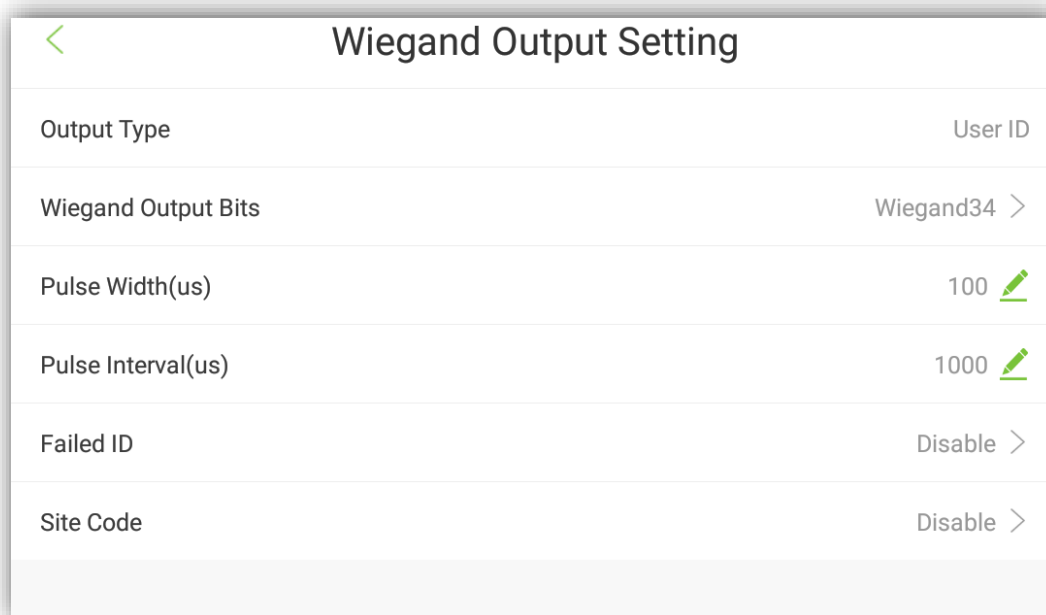 Wiegand Output Setting
Output Type User ID
Wiegand Output Bits Wiegand34
Pulse Width(us) 100
Pulse Interval(us) 1000
Failed ID Disable
Site Code Disable